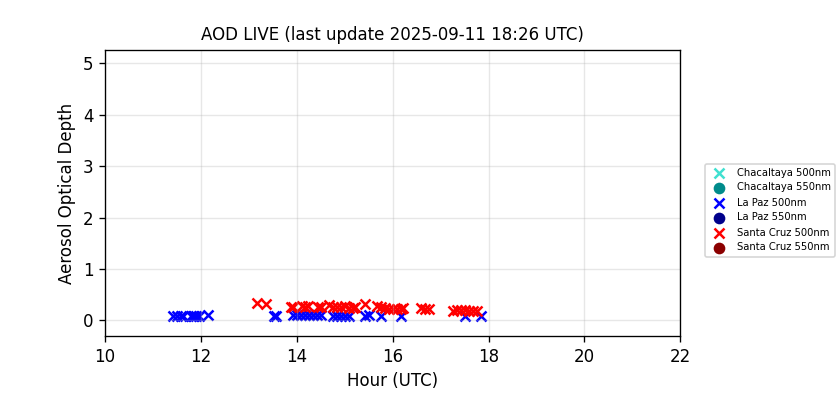 AOD LIVE (last update 2025-09-11 18:26 UTC)
Aerosol Optical Depth
5
4
3
2
1
0
10 12 14 16 18 20 22
Hour (UTC)
Chacaltaya 500nm
Chacaltaya 550nm
La Paz 500nm
La Paz 550nm
Santa Cruz 500nm
Santa Cruz 550nm